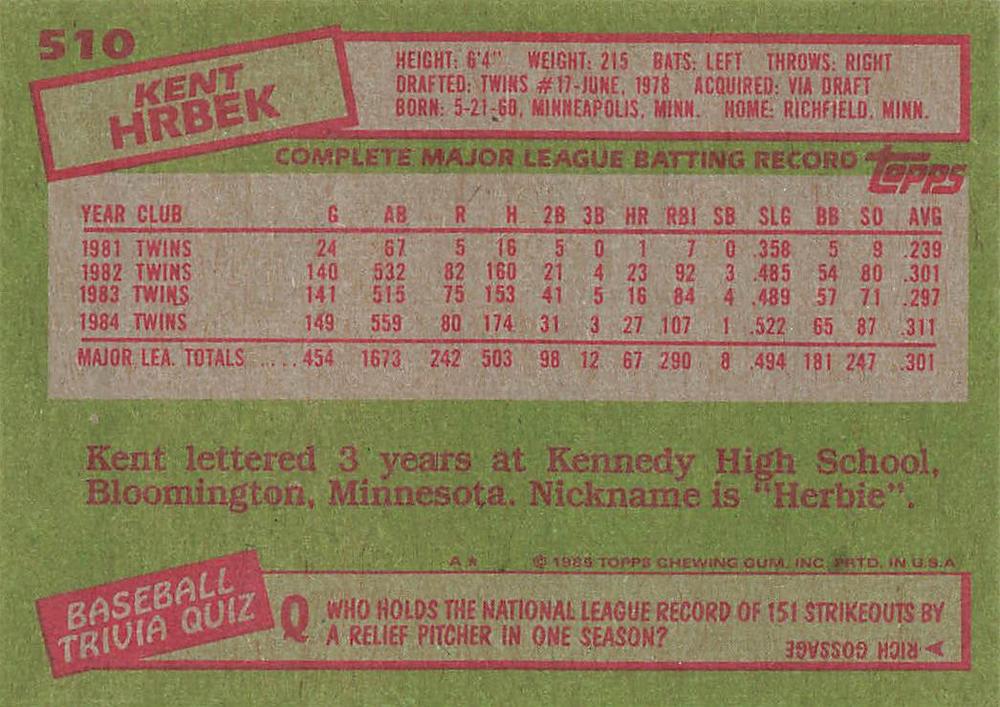 510
KENT
HRBEK
HEIGHT: 6'4" WEIGHT: 215 BATS: LEFT THROWS: RIGHT
DRAFTED: TWINS #17-JUNE, 1978 ACQUIRED: VIA DRAFT
BORN: 5-21-60, MINNEAPOLIS, MINN. HOME: RICHFIELD, MINN.
COMPLETE MAJOR LEAGUE BATTING RECORD topps
YEAR CLUB G AB R H 2B 3B HR RBI SB SLG BB SO AVG
1981 TWINS 24 67 5 16 5 0 1 7 0 .358 5 9 .239
1982 TWINS 140 532 82 160 21 4 23 92 3 .485 54 80 .301
1983 TWINS 141 515 75 153 41 5 16 84 4 .489 57 71 .297
1984 TWINS 149 559 80 174 31 3 27 107 1 .522 65 87 .311
MAJOR LEA. TOTALS .... 454 1673 242 503 98 12 67 290 8 .494 181 247 .301
Kent lettered 3 years at Kennedy High School,
Bloomington, Minnesota. Nickname is "Herbie".
A* © 1985 TOPPS CHEWING GUM, INC. PRTD. IN U.S.A
BASEBALL
TRIVIA QUIZ
Q WHO HOLDS THE NATIONAL LEAGUE RECORD OF 151 STRIKEOUTS BY
A RELIEF PITCHER IN ONE SEASON?
RICH GOSSAGE